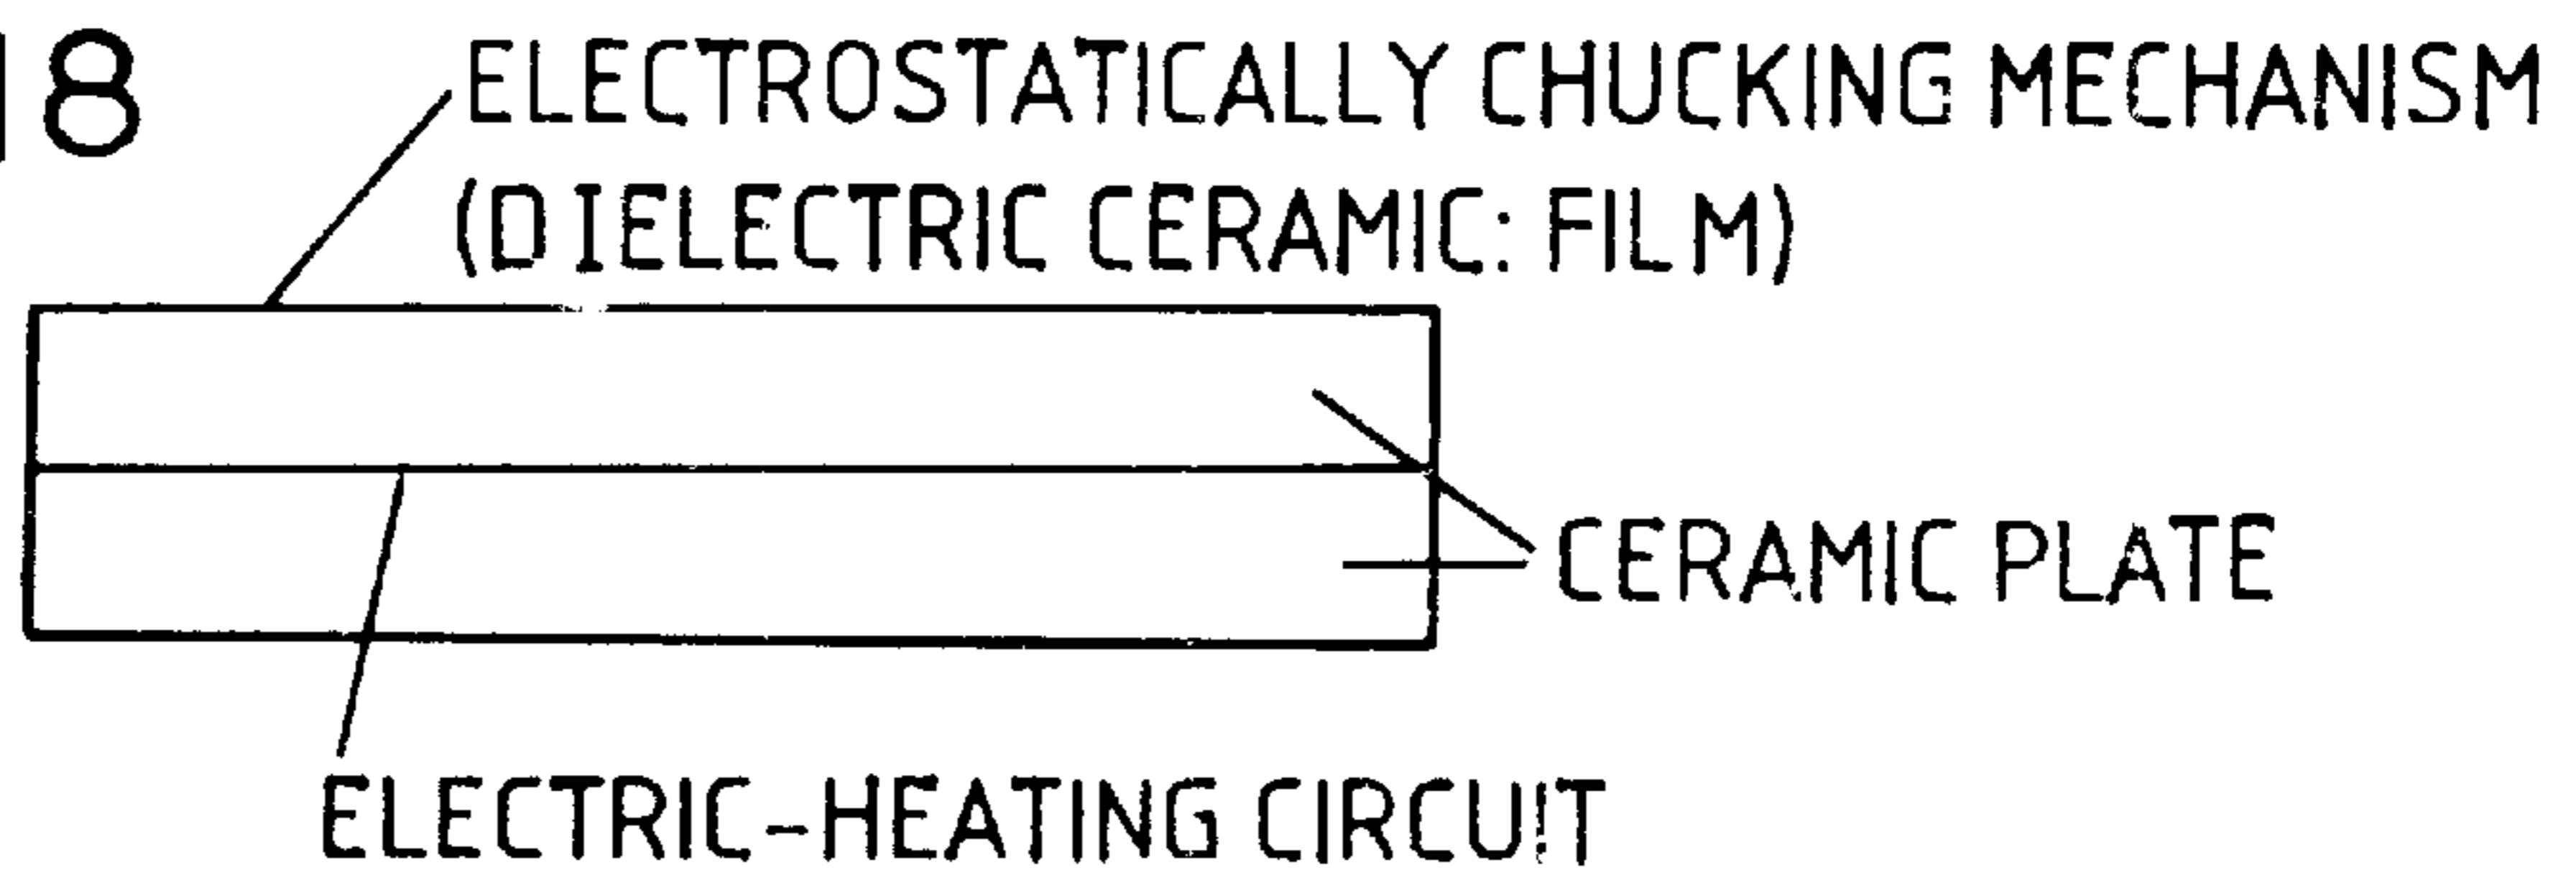 18
ELECTROSTATICALLY CHUCKING MECHANISM
(DIELECTRIC CERAMIC: FILM)
CERAMIC PLATE
ELECTRIC-HEATING CIRCUIT